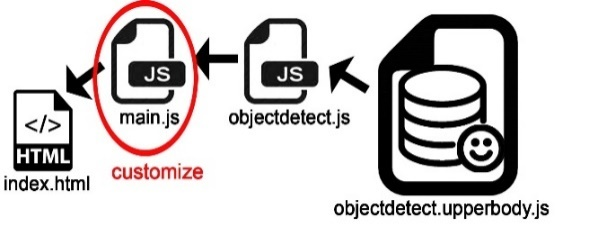 JS
main.js
customize
JS
objectdetect.js
</>
HTML
index.html
objectdetect.upperbody.js